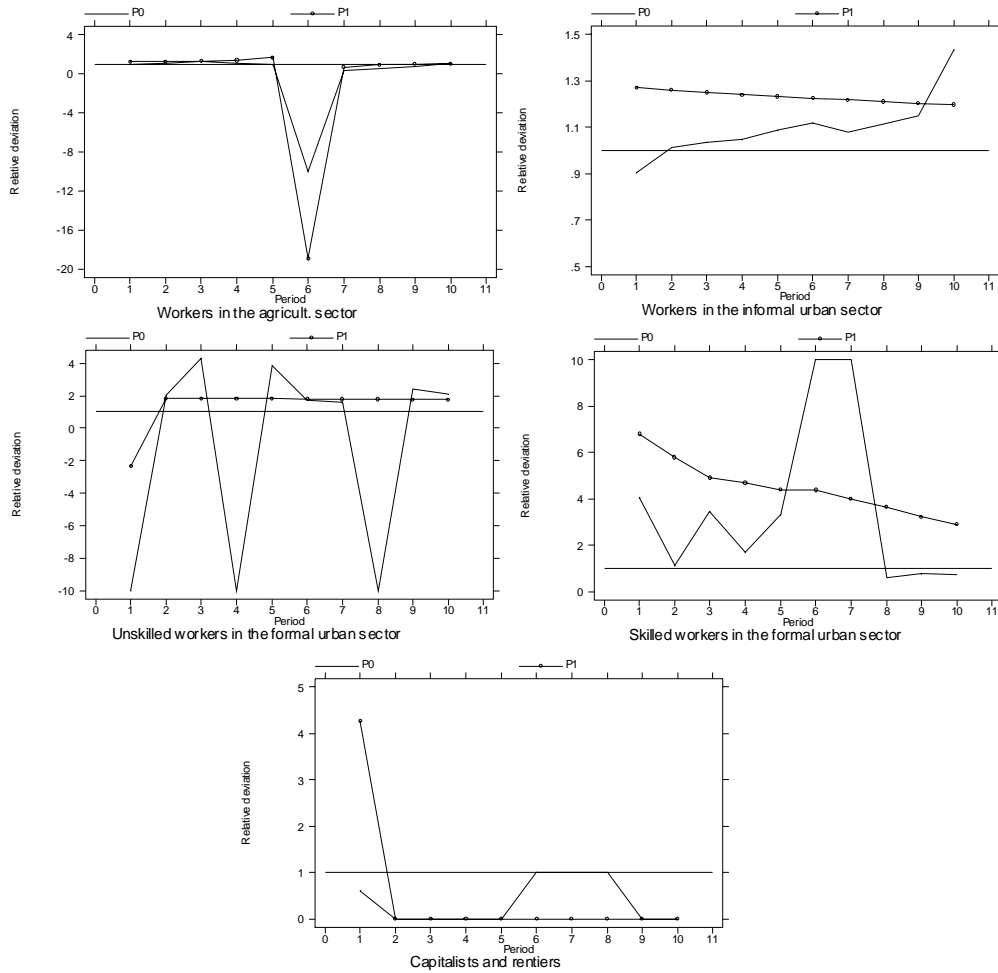 P0 P1
4
0
-4
-8
-12
-16
-20
Relative deviation
0 1 2 3 4 5 6 7 8 9 10 11
Period
Workers in the agricult. sector
P0 P1
1.5
1.3
1.1
.9
.7
.5
Relative deviation
0 1 2 3 4 5 6 7 8 9 10 11
Period
Workers in the informal urban sector
P0 P1
4
2
0
-2
-4
-6
-8
-10
Relative deviation
0 1 2 3 4 5 6 7 8 9 10 11
Period
Unskilled workers in the formal urban sector
P0 P1
10
8
6
4
2
0
Relative deviation
0 1 2 3 4 5 6 7 8 9 10 11
Period
Skilled workers in the formal urban sector
P0 P1
5
4
3
2
1
0
Relative deviation
0 1 2 3 4 5 6 7 8 9 10 11
Period
Capitalists and rentiers